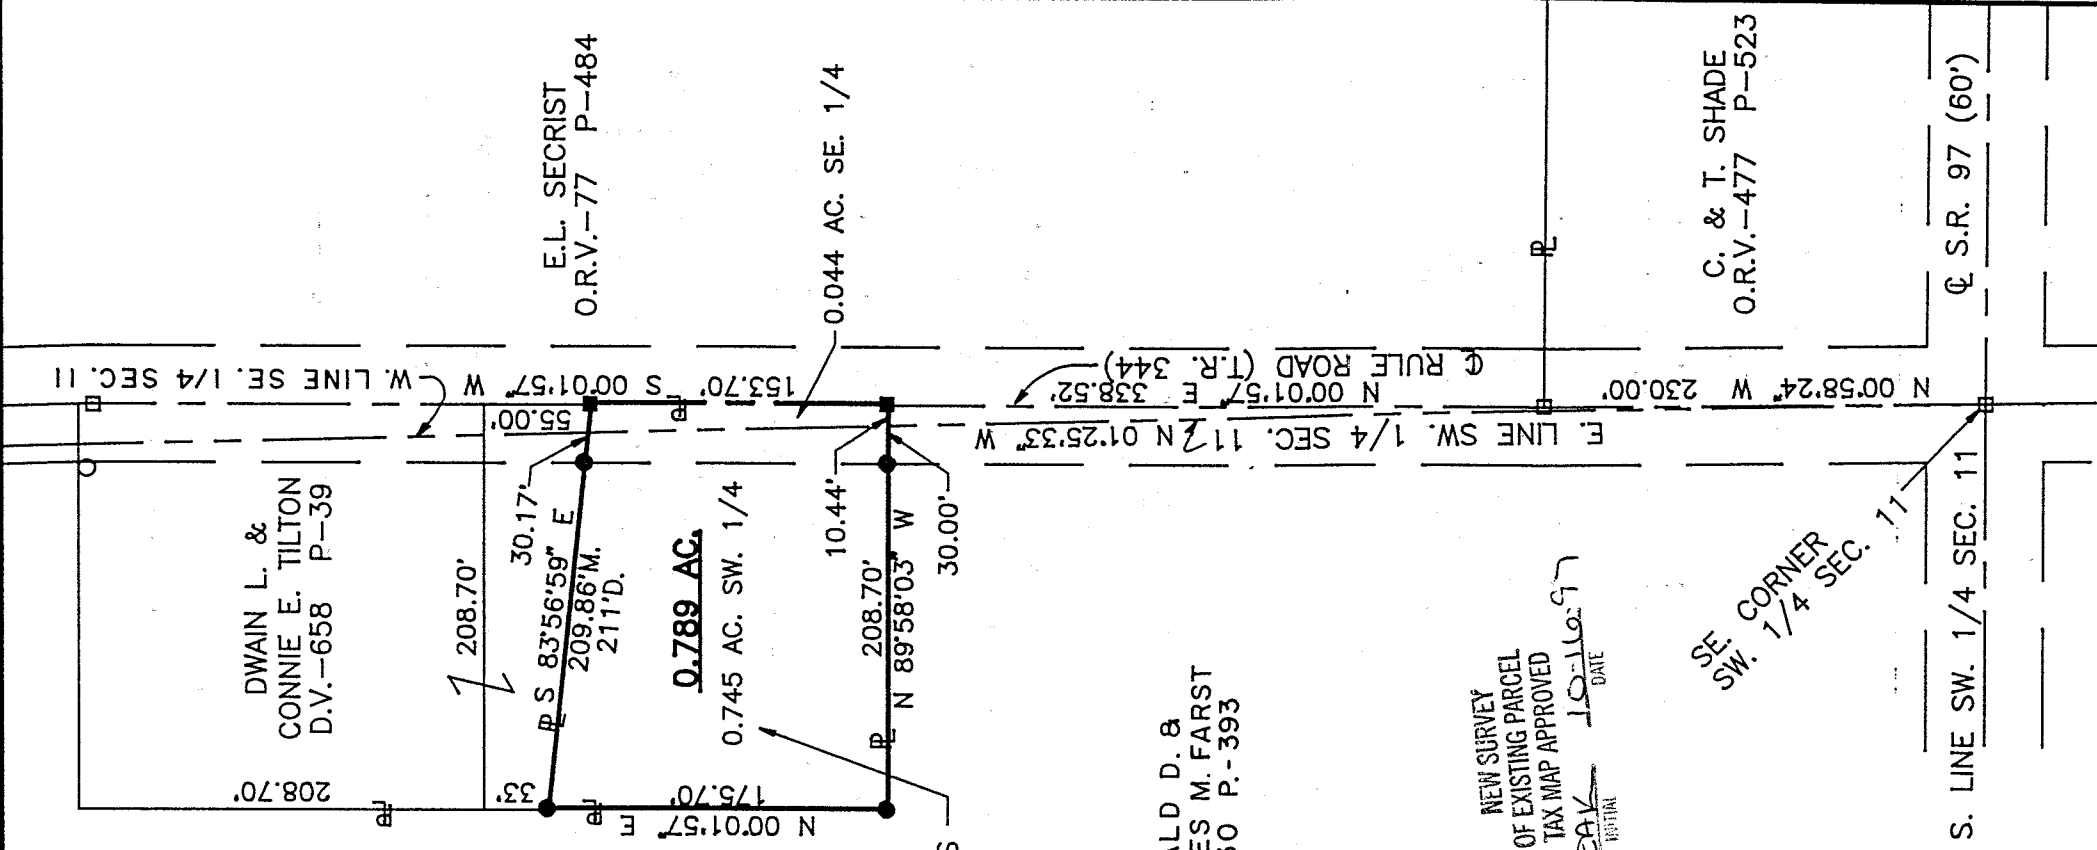 DWAIN L. &
CONNIE E. TILTON
D.V.-658 P-39
208.70'
208.70'
33'
W. LINE SE. 1/4 SEC. 11
E.L. SECRIST
O.R.V.-77 P-484
55.00'
S 00°01'57" W
153.70'
0.044 AC. SE. 1/4
30.17'
S 83°56'59" E
209.86'M.
211'D.
0.789 AC.
0.745 AC. SW. 1/4
N 00°01'57" E
175.70'
10.44'
208.70'
N 89°58'03" W
30.00'
℄ RULE ROAD (T.R. 344)
N 00°01'57" E 338.52'
E. LINE SW. 1/4 SEC. 11
N 01°25'33" W
C. & T. SHADE
O.R.V.-477 P-523
N 00°58'24" W 230.00'
℄ S.R. 97 (60')
SE. CORNER
SW. 1/4 SEC. 11
S. LINE SW. 1/4 SEC. 11
ALD D. &
ES M. FARST
P.-393
NEW SURVEY
OF EXISTING PARCEL
TAX MAP APPROVED
10-16-97
INITIAL
DATE